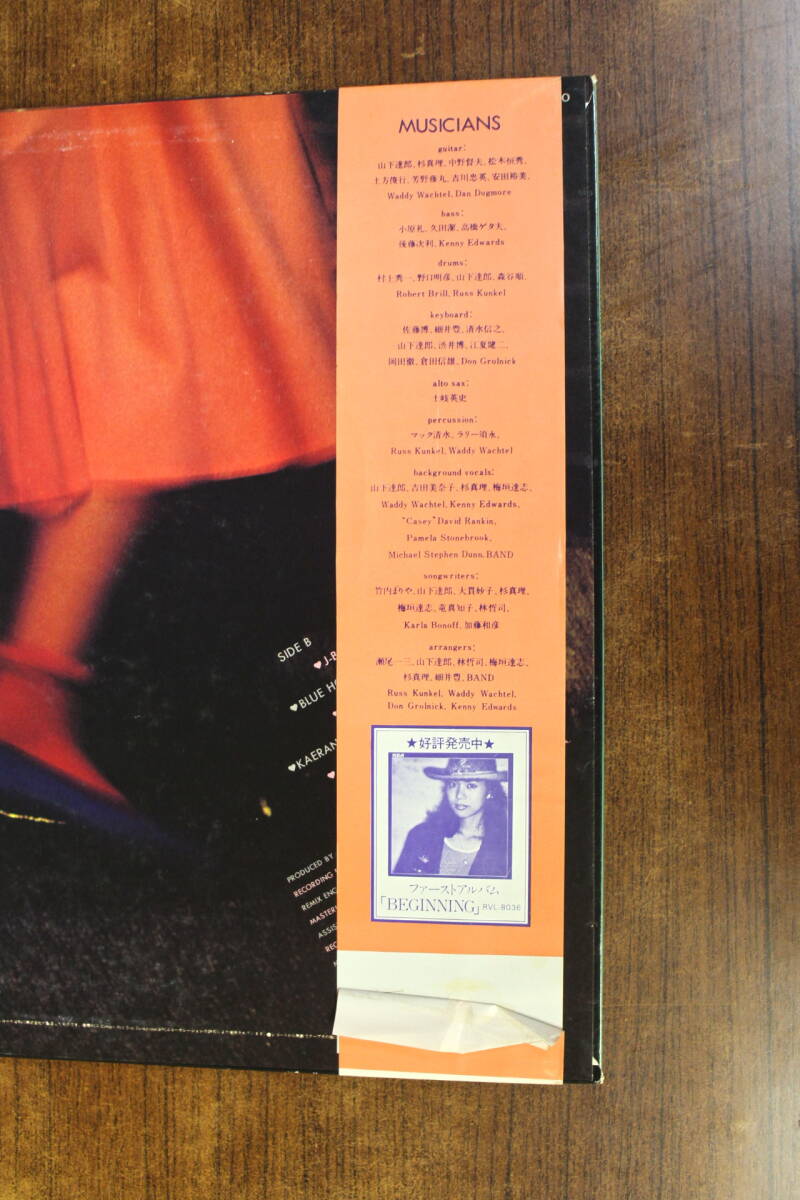 MUSICIANS
guitar:
山下達郎、杉真理、中野督夫、松木恒秀、
土方俊行、芳野藤丸、吉川忠英、安田裕美、
Waddy Wachtel, Dan Dugmore
bass:
小原礼、久田潔、高橋ゲタ夫、
後藤次利、Kenny Edwards
drums:
村上秀一、野口明彦、山下達郎、森谷順、
Robert Brill, Russ Kunkel
keyboard:
佐藤博、細井豊、清水信之、
山下達郎、渋井博、江夏健二、
岡田徹、倉田信雄、Don Grolnick
alto sax:
土岐英史
percussion:
マック清水、ラリー須永、
Russ Kunkel, Waddy Wachtel
background vocals:
山下達郎、吉田美奈子、杉真理、梅垣達志、
Waddy Wachtel, Kenny Edwards,
"Casey" David Rankin,
Pamela Stonebrook,
Michael Stephen Dunn, BAND
songwriters:
竹内まりや、山下達郎、大貫妙子、杉真理、
梅垣達志、竜真知子、林哲司、
Karla Bonoff, 加藤和彦
arrangers:
瀬尾一三、山下達郎、林哲司、梅垣達志、
杉真理、細井豊、BAND
Russ Kunkel, Waddy Wachtel,
Don Grolnick, Kenny Edwards
★好評発売中★
ファーストアルバム
「BEGINNING」RVL-8036
SIDE B
♥J-B
♥BLUE HO
♥KAERAN
PRODUCED BY
RECORDING
REMIX ENG
MASTERI
ASSIS
REC